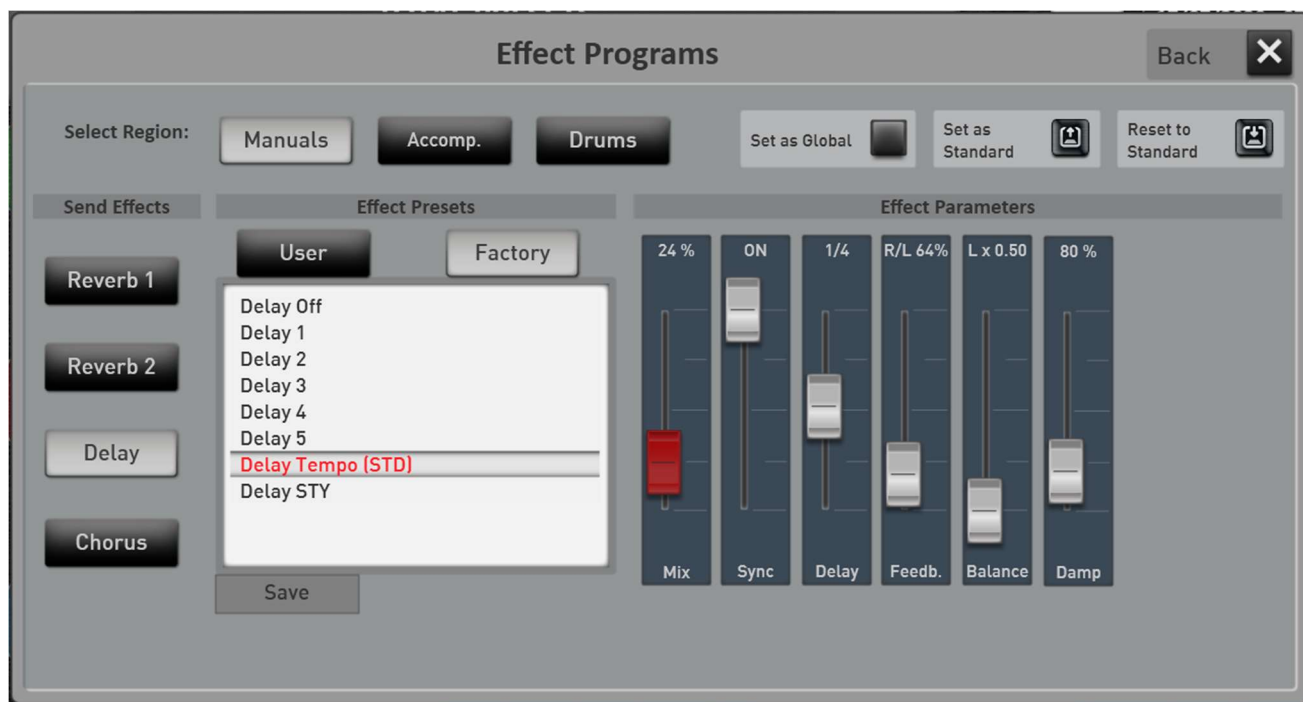 Effect Programs
Back
Select Region:
Manuals
Accomp.
Drums
Set as Global
Set as
Standard
Reset to
Standard
Send Effects
Effect Presets
Effect Parameters
Reverb 1
Reverb 2
Delay
Chorus
User
Factory
Delay Off
Delay 1
Delay 2
Delay 3
Delay 4
Delay 5
Delay Tempo (STD)
Delay STY
Save
24 %
ON
1/4
R/L 64%
L x 0.50
80 %
Mix
Sync
Delay
Feedb.
Balance
Damp